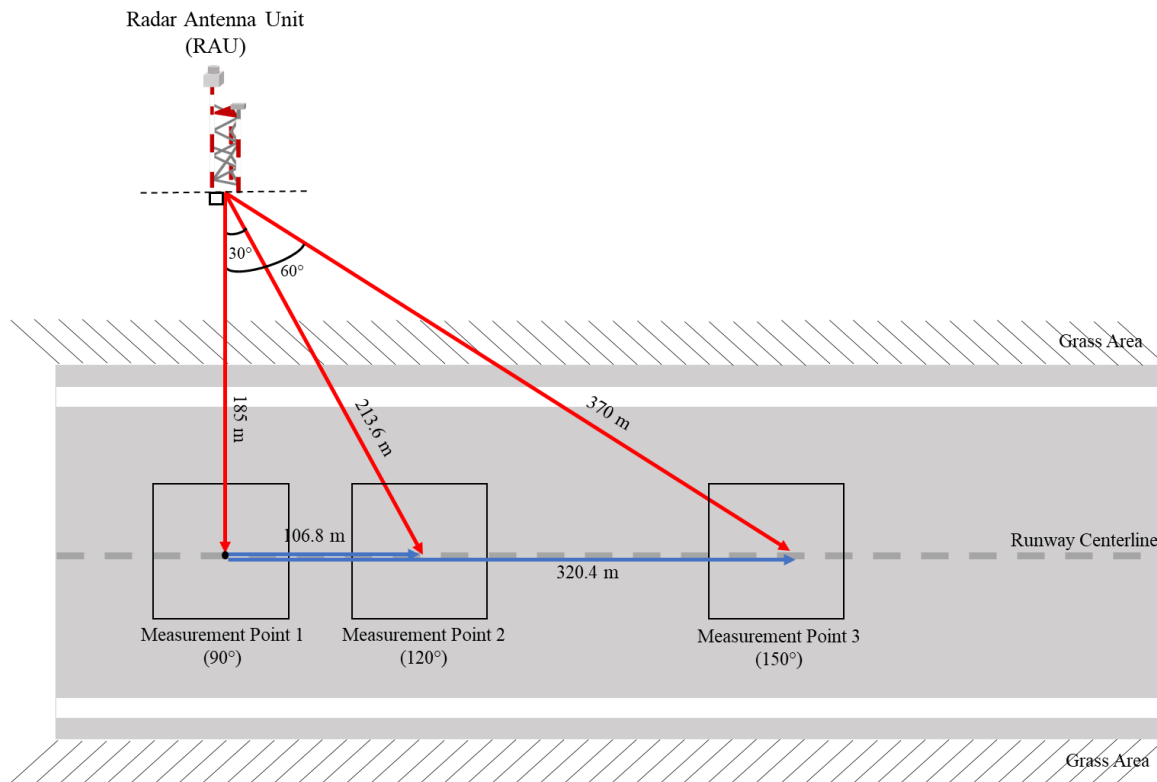 Radar Antenna Unit
(RAU)
30°
60°
Grass Area
185 m
213.6 m
370 m
106.8 m
Runway Centerline
320.4 m
Measurement Point 1
(90°)
Measurement Point 2
(120°)
Measurement Point 3
(150°)
Grass Area